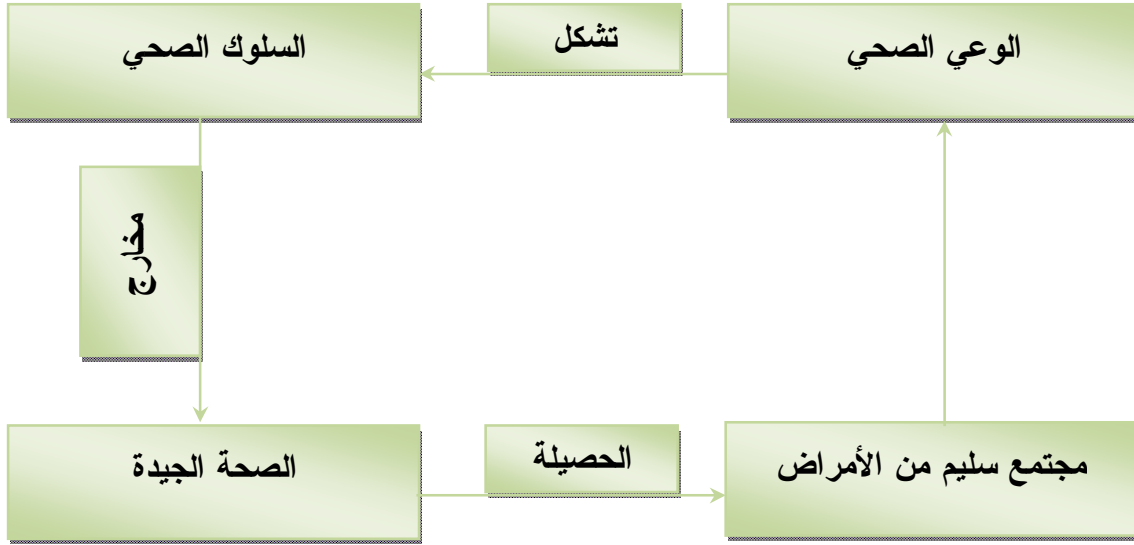 الوعي الصحي
تشكل
السلوك الصحي
مخارج
الصحة الجيدة
الحصيلة
مجتمع سليم من الأمراض